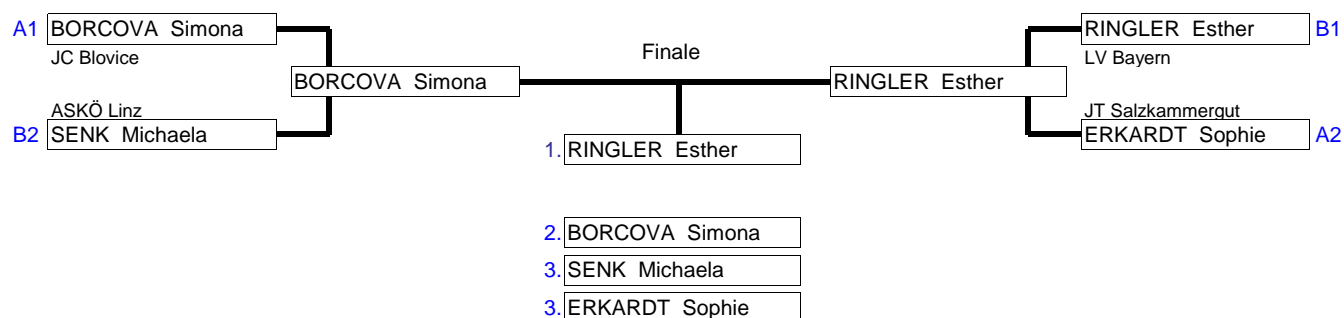 A1 BORCOVA Simona
JC Blovice
ASKÖ Linz
B2 SENK Michaela
BORCOVA Simona
Finale
RINGLER Esther
RINGLER Esther B1
LV Bayern
JT Salzkammergut
ERKARDT Sophie A2
1. RINGLER Esther
2. BORCOVA Simona
3. SENK Michaela
3. ERKARDT Sophie